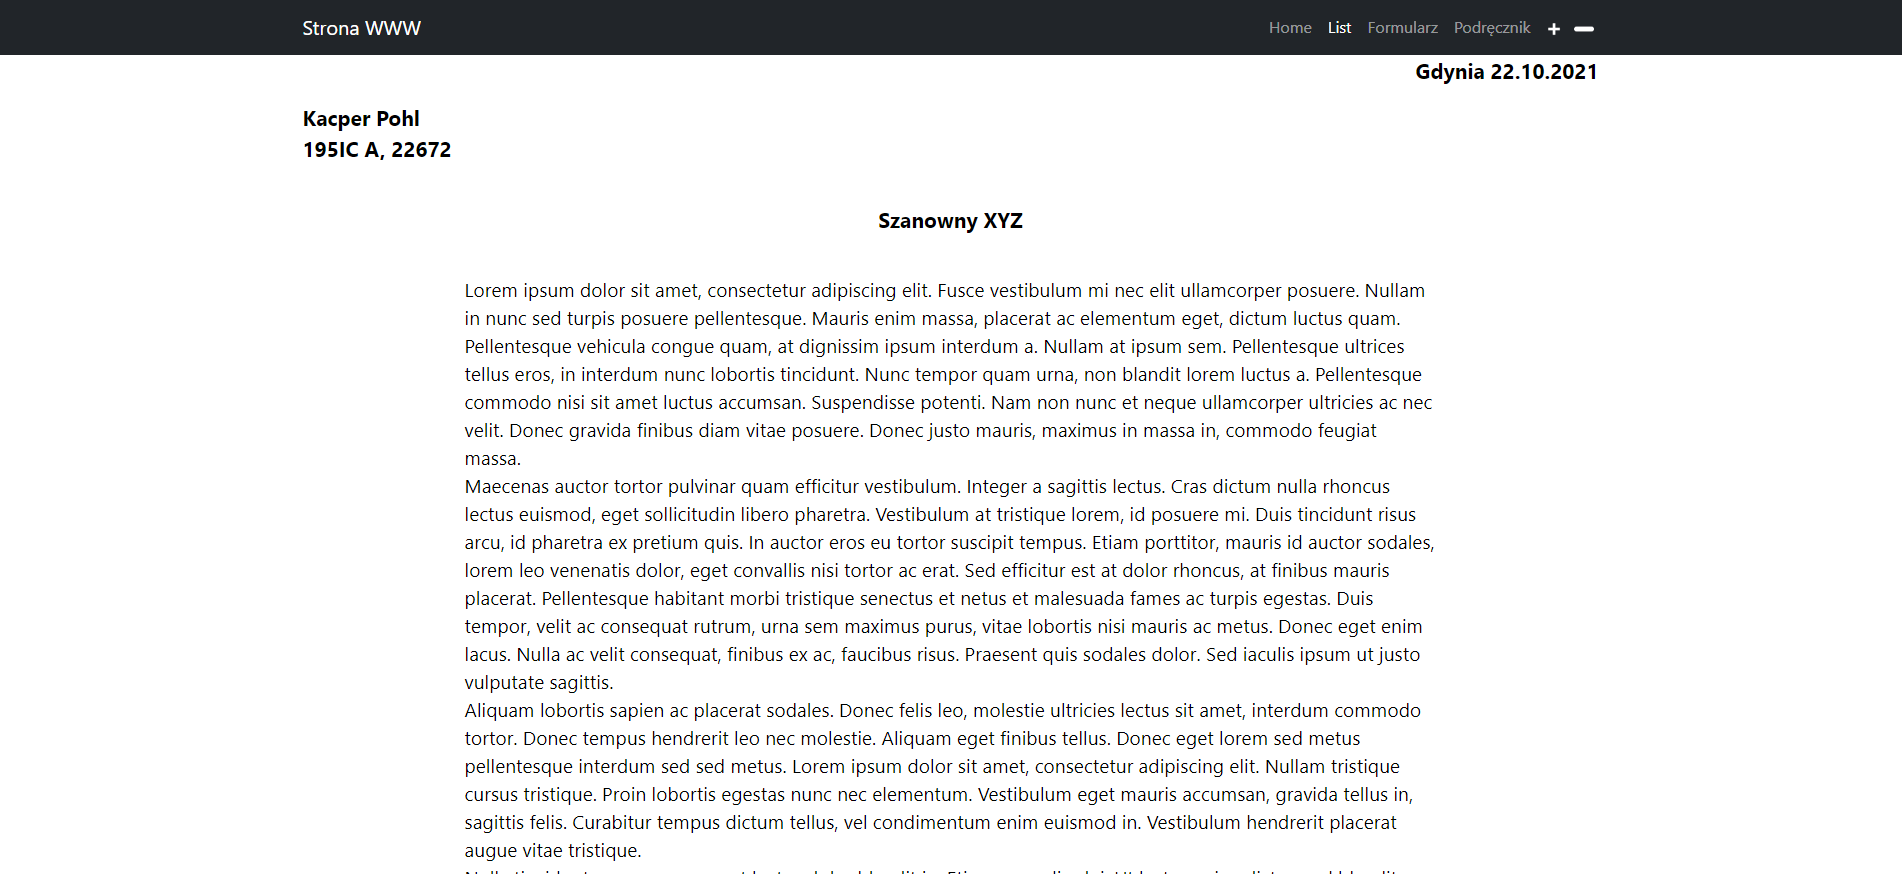 Strona WWW
Home List Formularz Podręcznik + −
Gdynia 22.10.2021
Kacper Pohl
195IC A, 22672
Szanowny XYZ
Lorem ipsum dolor sit amet, consectetur adipiscing elit. Fusce vestibulum mi nec elit ullamcorper posuere. Nullam
in nunc sed turpis posuere pellentesque. Mauris enim massa, placerat ac elementum eget, dictum luctus quam.
Pellentesque vehicula congue quam, at dignissim ipsum interdum a. Nullam at ipsum sem. Pellentesque ultrices
tellus eros, in interdum nunc lobortis tincidunt. Nunc tempor quam urna, non blandit lorem luctus a. Pellentesque
commodo nisi sit amet luctus accumsan. Suspendisse potenti. Nam non nunc et neque ullamcorper ultricies ac nec
velit. Donec gravida finibus diam vitae posuere. Donec justo mauris, maximus in massa in, commodo feugiat
massa.
Maecenas auctor tortor pulvinar quam efficitur vestibulum. Integer a sagittis lectus. Cras dictum nulla rhoncus
lectus euismod, eget sollicitudin libero pharetra. Vestibulum at tristique lorem, id posuere mi. Duis tincidunt risus
arcu, id pharetra ex pretium quis. In auctor eros eu tortor suscipit tempus. Etiam porttitor, mauris id auctor sodales,
lorem leo venenatis dolor, eget convallis nisi tortor ac erat. Sed efficitur est at dolor rhoncus, at finibus mauris
placerat. Pellentesque habitant morbi tristique senectus et netus et malesuada fames ac turpis egestas. Duis
tempor, velit ac consequat rutrum, urna sem maximus purus, vitae lobortis nisi mauris ac metus. Donec eget enim
lacus. Nulla ac velit consequat, finibus ex ac, faucibus risus. Praesent quis sodales dolor. Sed iaculis ipsum ut justo
vulputate sagittis.
Aliquam lobortis sapien ac placerat sodales. Donec felis leo, molestie ultricies lectus sit amet, interdum commodo
tortor. Donec tempus hendrerit leo nec molestie. Aliquam eget finibus tellus. Donec eget lorem sed metus
pellentesque interdum sed sed metus. Lorem ipsum dolor sit amet, consectetur adipiscing elit. Nullam tristique
cursus tristique. Proin lobortis egestas nunc nec elementum. Vestibulum eget mauris accumsan, gravida tellus in,
sagittis felis. Curabitur tempus dictum tellus, vel condimentum enim euismod in. Vestibulum hendrerit placerat
augue vitae tristique.